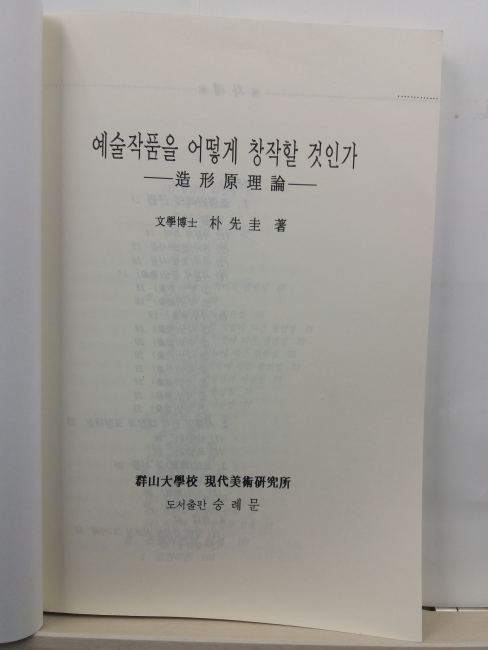 예술작품을 어떻게 창작할 것인가
—造形原理論—
文學博士 朴先圭 著
群山大學校 現代美術研究所
도서출판 숭례문